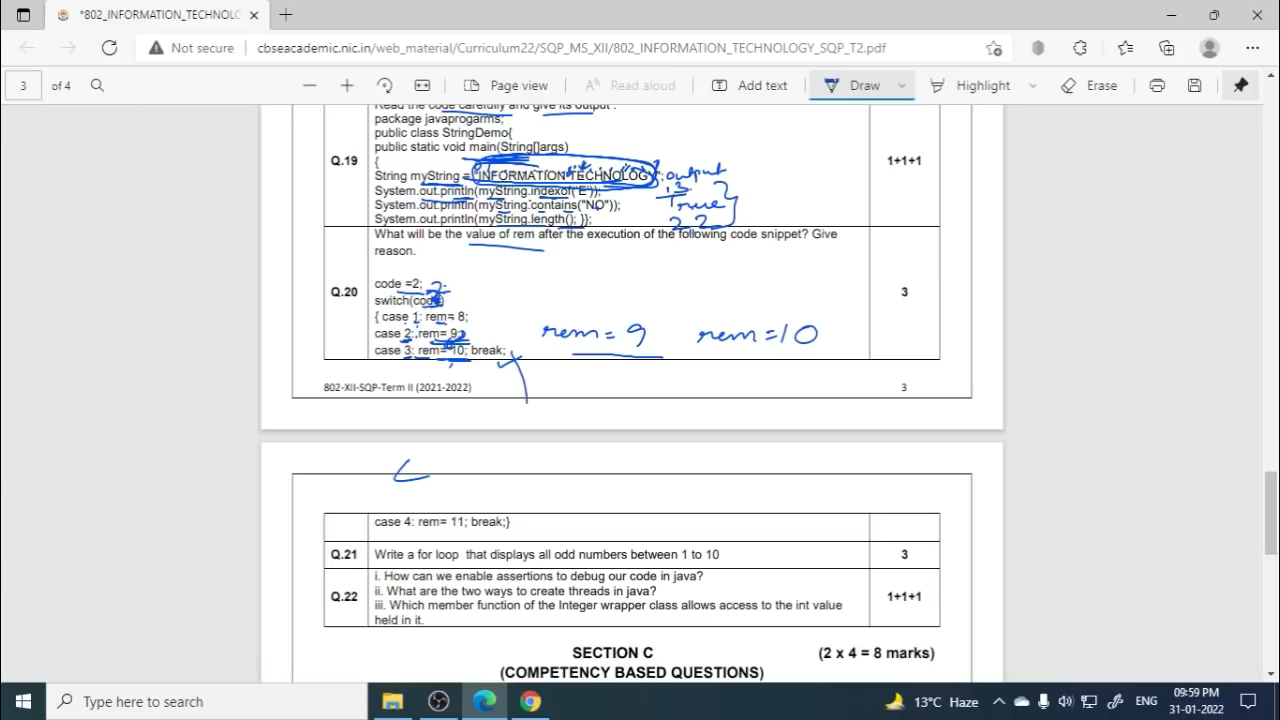 *802_INFORMATION_TECHNOLO
Not secure
cbseacademic.nic.in/web_material/Curriculum22/SQP_MS_XII/802_INFORMATION_TECHNOLOGY_SQP_T2.pdf
3 of 4
Page view
Read aloud
Add text
Draw
Highlight
Erase
Read the code carefully and give its output :
package javaprogarms;
public class StringDemo{
public static void main(String[]args)
Q.19
1+1+1
{
String myString = "INFORMATION TECHNOLOGY"; output
System.out.println(myString.indexof('E')); 13
System.out.println(myString.contains("NO")); True
System.out.println(myString.length(); }}; 22
What will be the value of rem after the execution of the following code snippet? Give
reason.
code =2; 2
Q.20
3
switch(code)
{ case 1: rem= 8;
case 2: rem= 9; rem = 9 rem = 10
case 3: rem= 10; break;
802-XII-SQP-Term II (2021-2022) 3
case 4: rem= 11; break;}
Q.21 Write a for loop that displays all odd numbers between 1 to 10 3
i. How can we enable assertions to debug our code in java?
ii. What are the two ways to create threads in java?
Q.22
1+1+1
iii. Which member function of the Integer wrapper class allows access to the int value
held in it.
SECTION C (2 x 4 = 8 marks)
(COMPETENCY BASED QUESTIONS)
Type here to search
13°C Haze
ENG
09:59 PM
31-01-2022